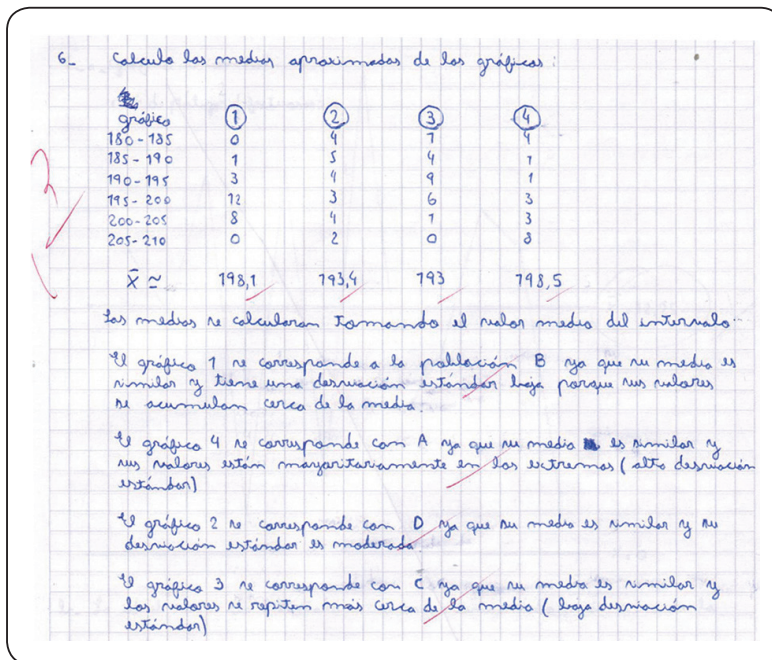 6_ Calculo las medias aproximadas de las gráficas:
gráfico 1 2 3 4
180-185 0 4 1 4
185-190 1 5 4 1
190-195 3 4 9 1
195-200 12 3 6 3
200-205 8 4 1 3
205-210 0 2 0 8
x̄ ≃ 198,1 193,4 193 198,5
Las medias se calcularan tomando el valor medio del intervalo.
El gráfico 1 se corresponde a la población B ya que su media es
similar y tiene una desviación estándar baja porque sus valores
se acumulan cerca de la media.
El gráfico 4 se corresponde con A ya que su media es similar y
sus valores están mayoritariamente en los extremos (alta desviación
estándar)
El gráfico 2 se corresponde con D ya que su media es similar y su
desviación estándar es moderada
El gráfico 3 se corresponde con C ya que su media es similar y
los valores se repiten más cerca de la media (baja desviación
estándar)